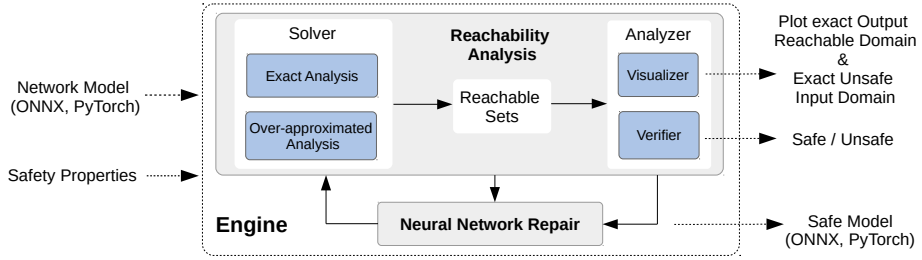 Network Model
(ONNX, PyTorch)
Safety Properties
Solver
Exact Analysis
Over-approximated
Analysis
Reachability
Analysis
Reachable
Sets
Analyzer
Visualizer
Verifier
Engine
Neural Network Repair
Plot exact Output
Reachable Domain
&
Exact Unsafe
Input Domain
Safe / Unsafe
Safe Model
(ONNX, PyTorch)